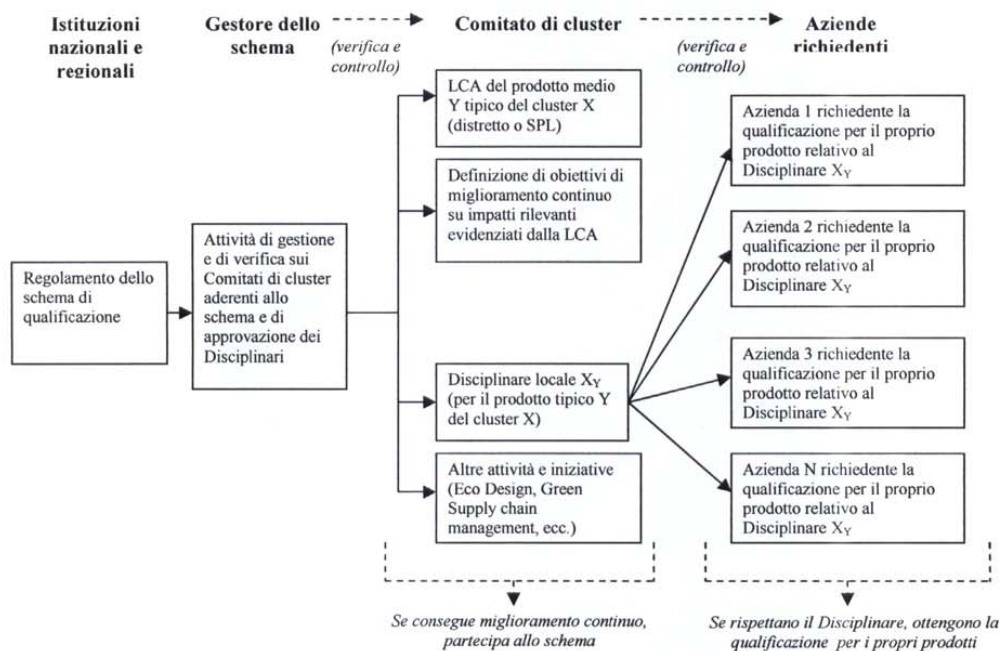 Istituzioni
nazionali e
regionali
Gestore dello
schema
(verifica e
controllo)
Comitato di cluster
(verifica e
controllo)
Aziende
richiedenti
Regolamento dello
schema di
qualificazione
Attività di gestione
e di verifica sui
Comitati di cluster
aderenti allo
schema e di
approvazione dei
Disciplinari
LCA del prodotto medio
Y tipico del cluster X
(distretto o SPL)
Definizione di obiettivi di
miglioramento continuo
su impatti rilevanti
evidenziati dalla LCA
Disciplinare locale XY
(per il prodotto tipico Y
del cluster X)
Altre attività e iniziative
(Eco Design, Green
Supply chain
management, ecc.)
Azienda 1 richiedente la
qualificazione per il proprio
prodotto relativo al
Disciplinare XY
Azienda 2 richiedente la
qualificazione per il proprio
prodotto relativo al
Disciplinare XY
Azienda 3 richiedente la
qualificazione per il proprio
prodotto relativo al
Disciplinare XY
Azienda N richiedente la
qualificazione per il proprio
prodotto relativo al
Disciplinare XY
Se consegue miglioramento continuo,
partecipa allo schema
Se rispettano il Disciplinare, ottengono la
qualificazione per i propri prodotti